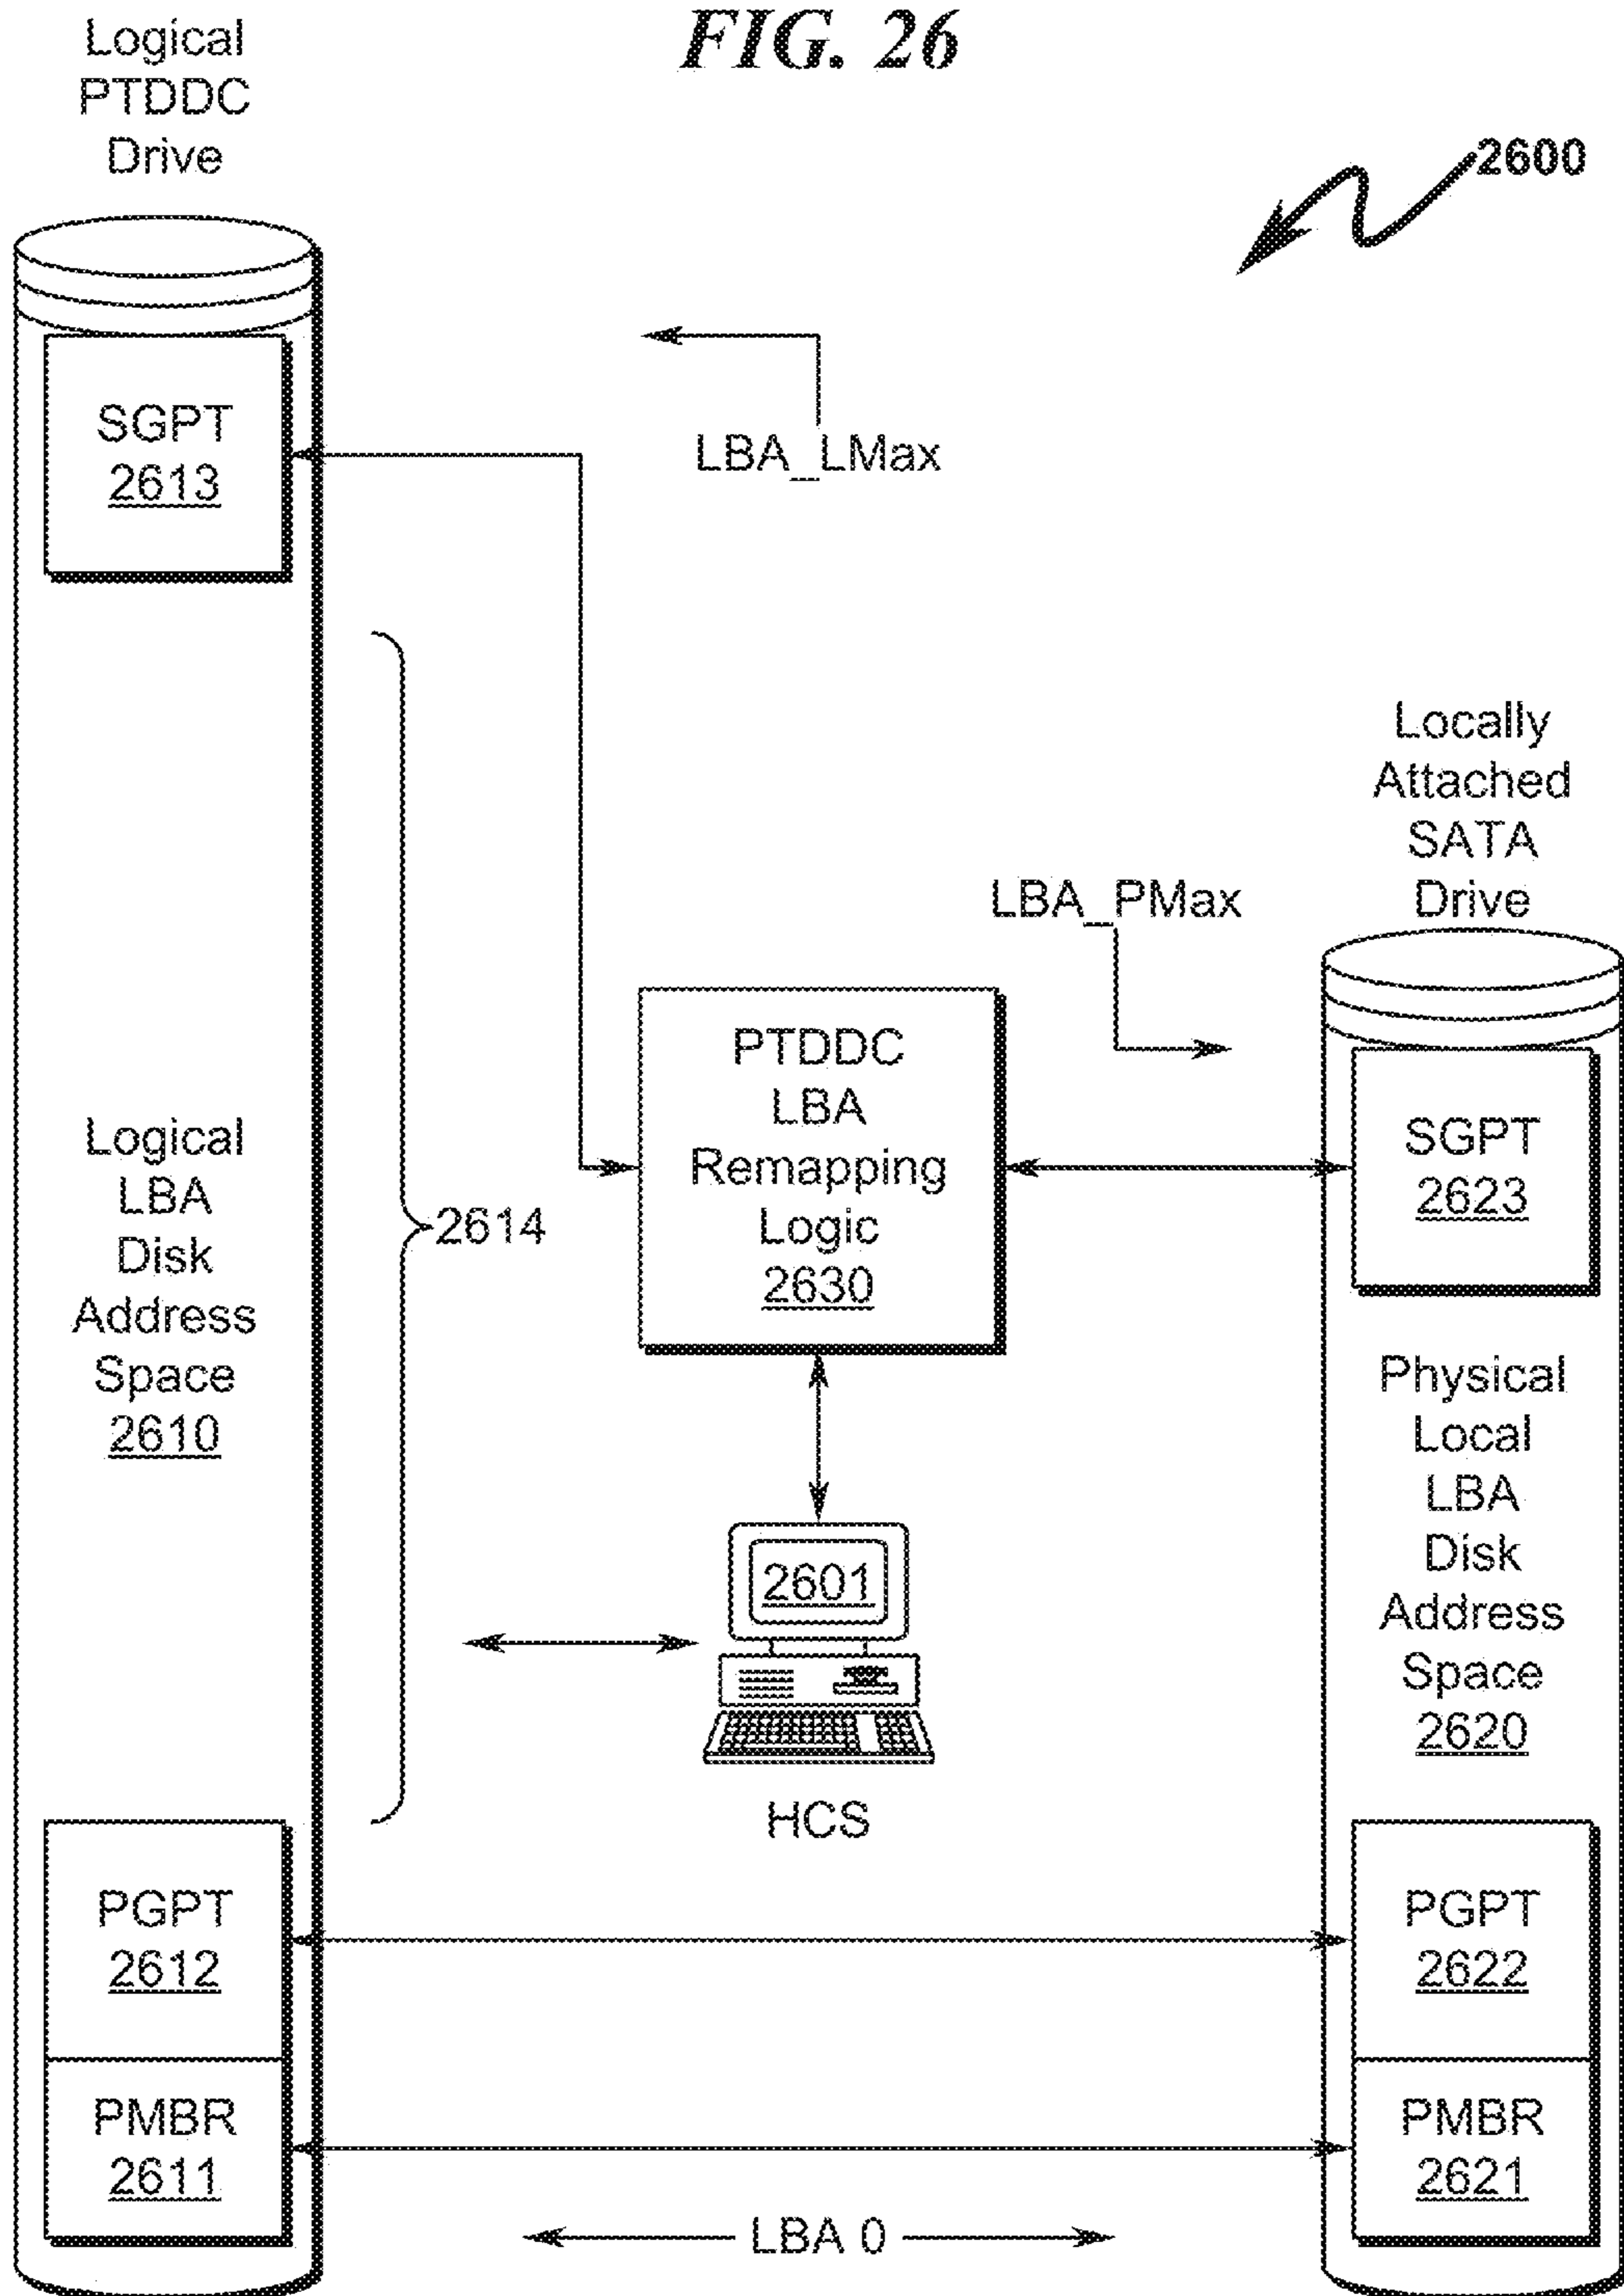 FIG. 26
Logical
PTDDC
Drive
2600
SGPT
2613
LBA_LMax
Locally
Attached
SATA
Drive
LBA_PMax
PTDDC
LBA
Remapping
Logic
2630
SGPT
2623
Logical
LBA
Disk
Address
Space
2610
2614
Physical
Local
LBA
Disk
Address
Space
2620
2601
HCS
PGPT
2612
PGPT
2622
PMBR
2611
PMBR
2621
LBA 0